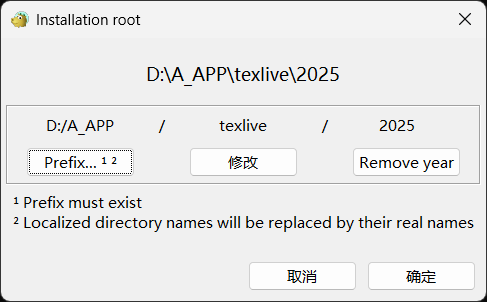 Installation root
D:\A_APP\texlive\2025
D:/A_APP / texlive / 2025
Prefix... ¹ ² 修改 Remove year
¹ Prefix must exist
² Localized directory names will be replaced by their real names
取消 确定